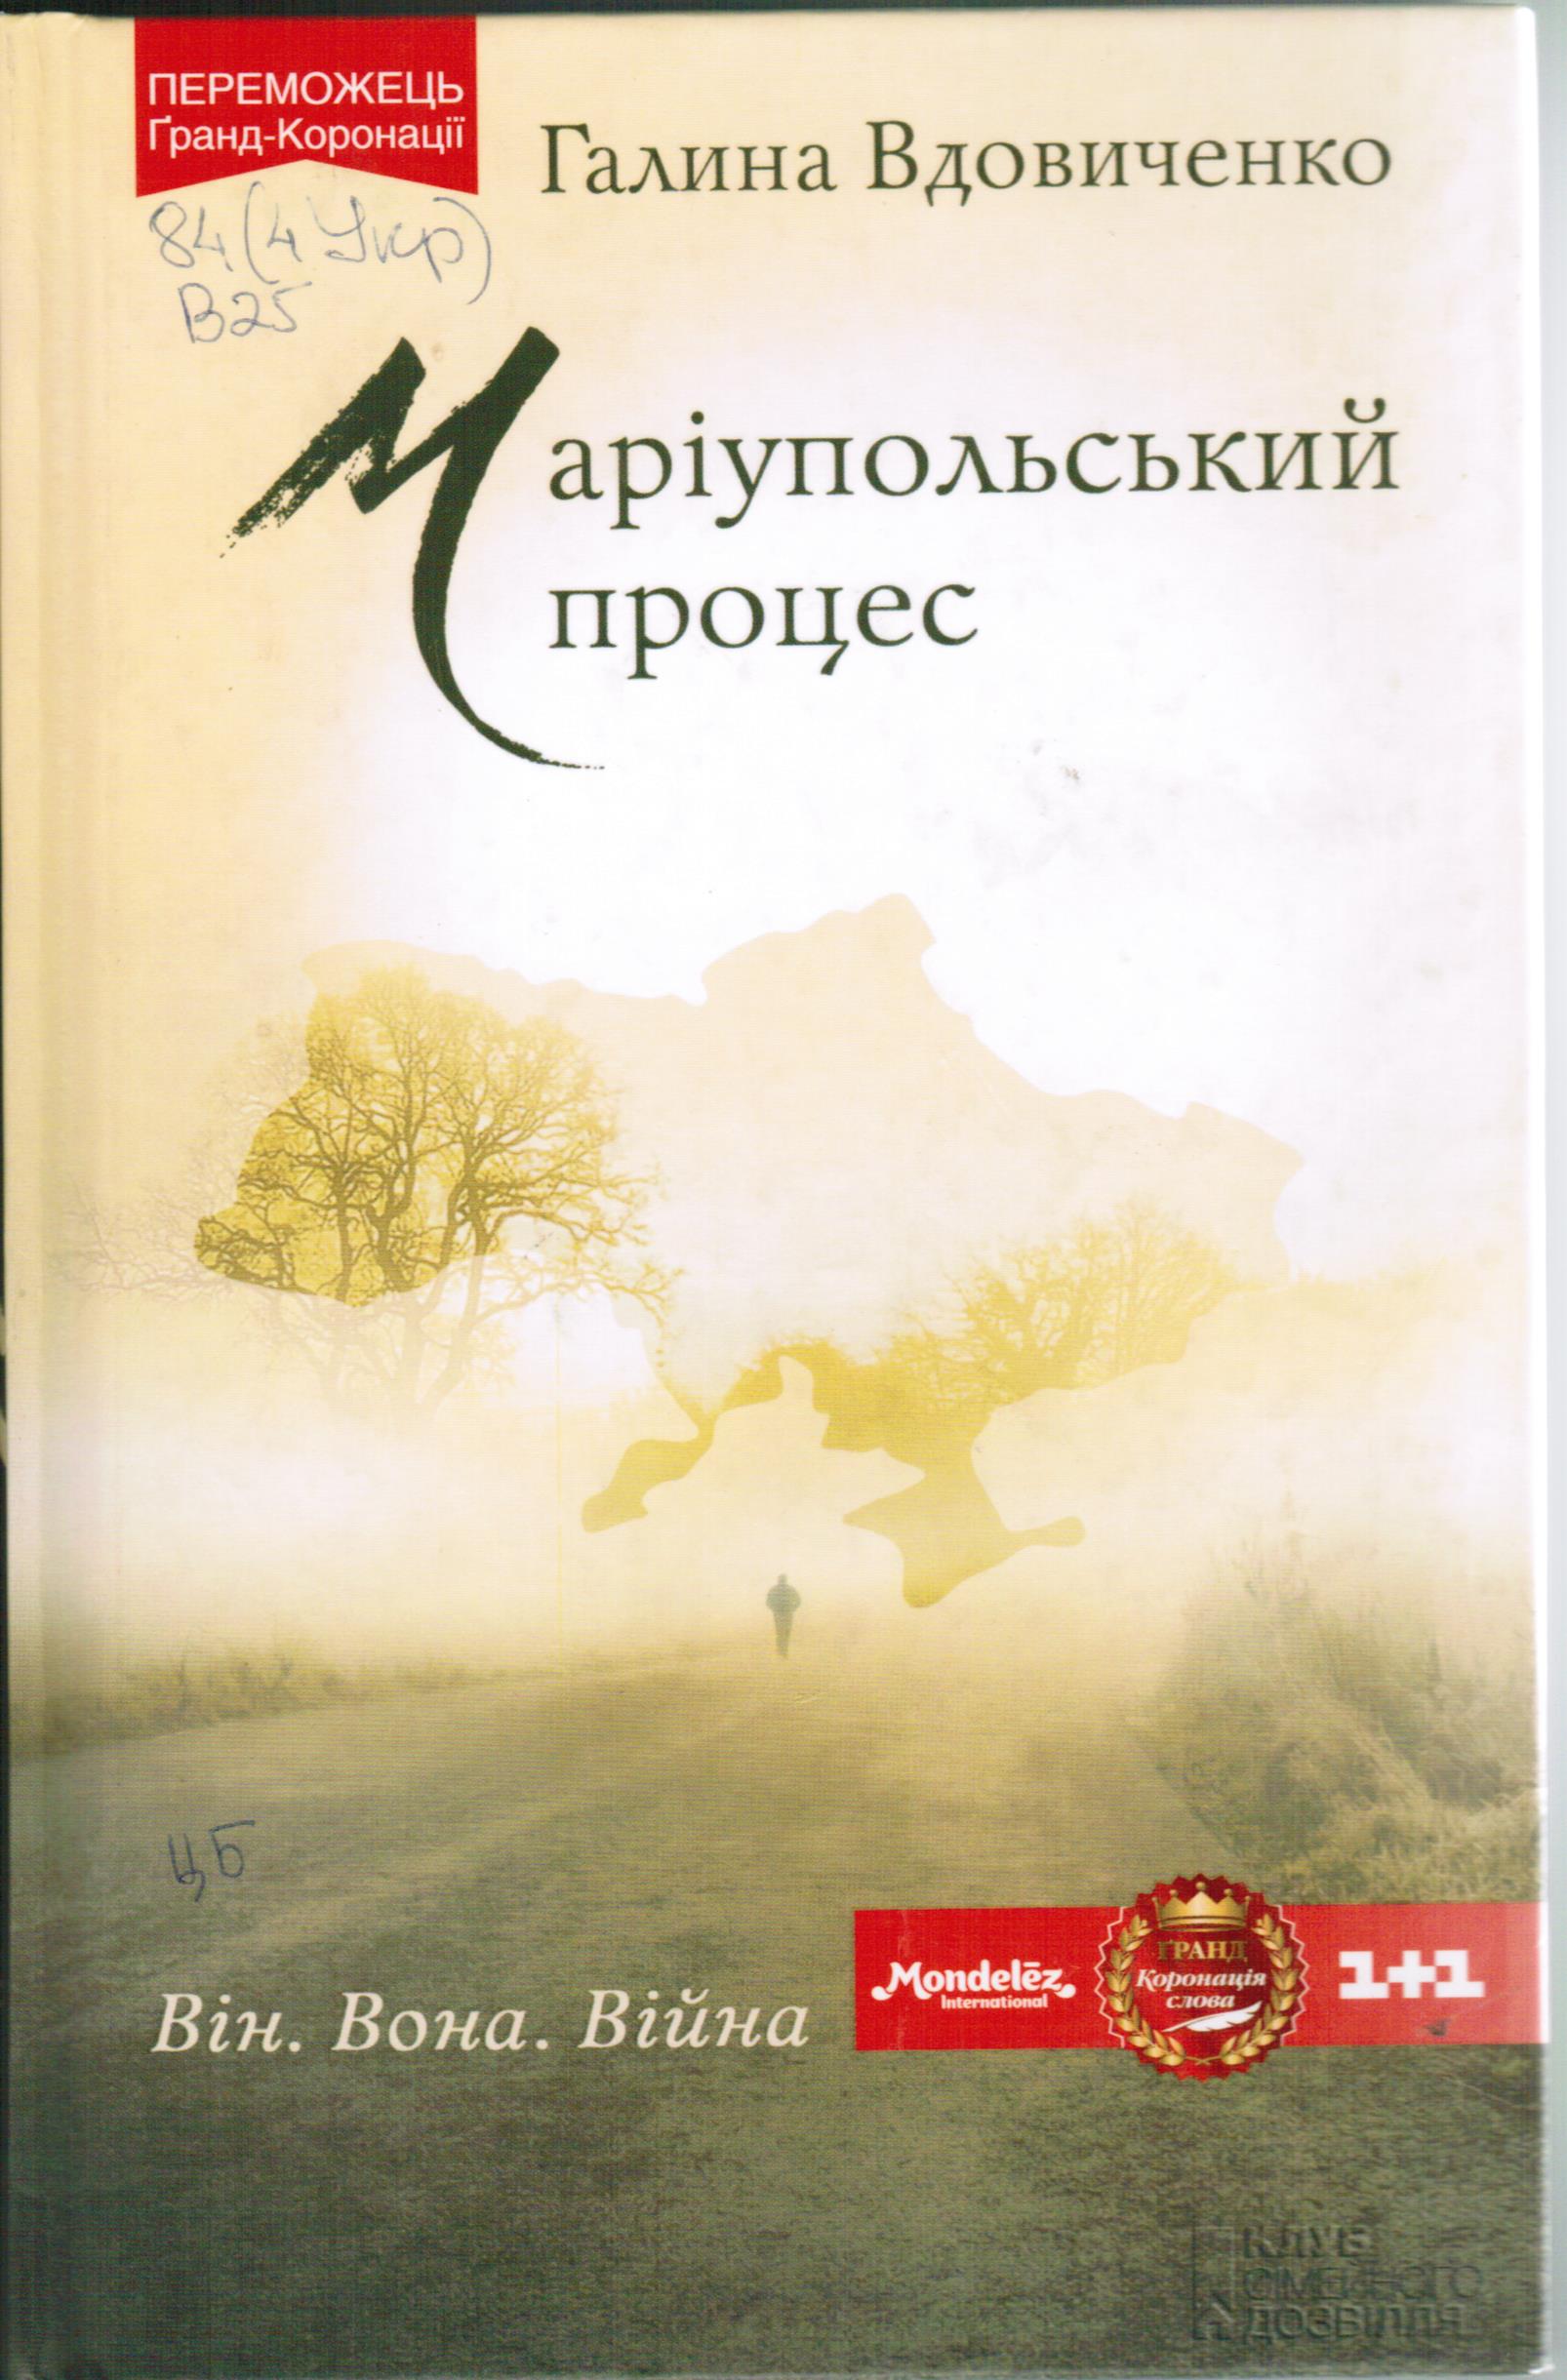 ПЕРЕМОЖЕЦЬ
Ґранд-Коронації
Галина Вдовиченко
84(4Укр)
В25
Маріупольський
процес
ЦБ
Він. Вона. Війна
Mondelēz
International
ҐРАНД
Коронація
слова
1+1
КЛУБ
СІМЕЙНОГО
ДОЗВІЛЛЯ